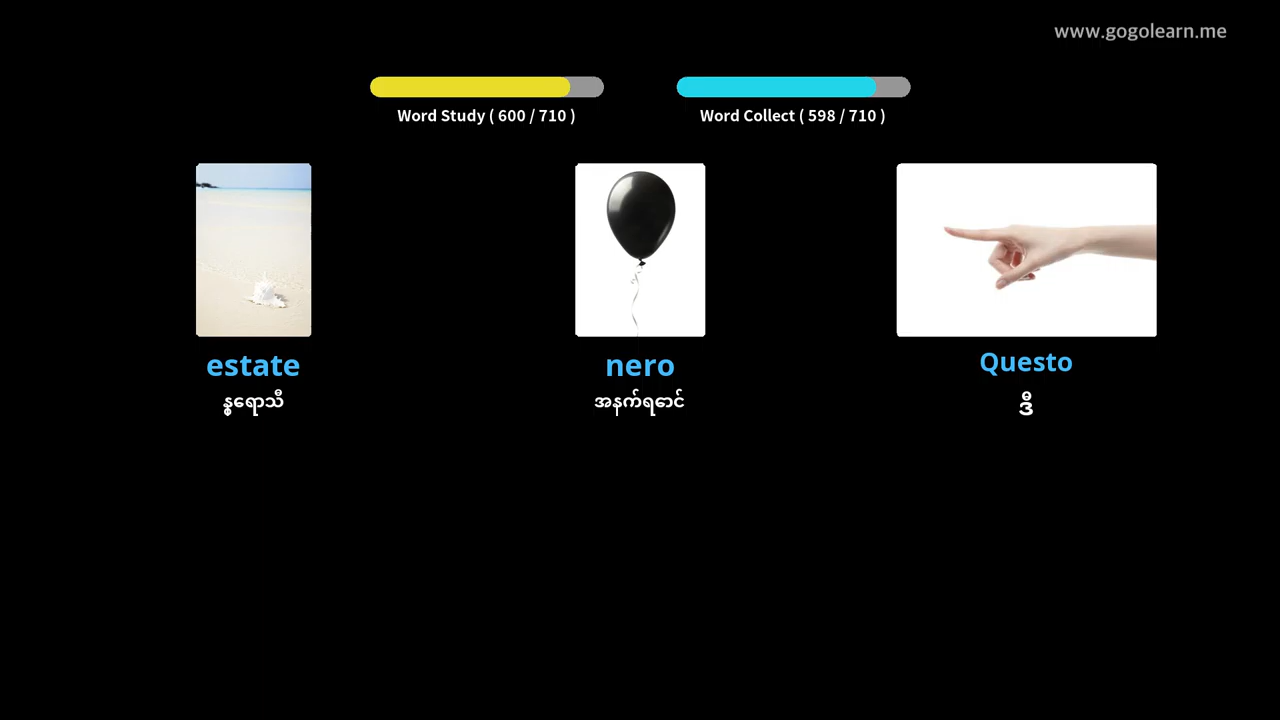 www.gogolearn.me
Word Study ( 600 / 710 )
Word Collect ( 598 / 710 )
estate
nero
Questo
နွေရာသီ
အနက်ရောင်
ဒီ